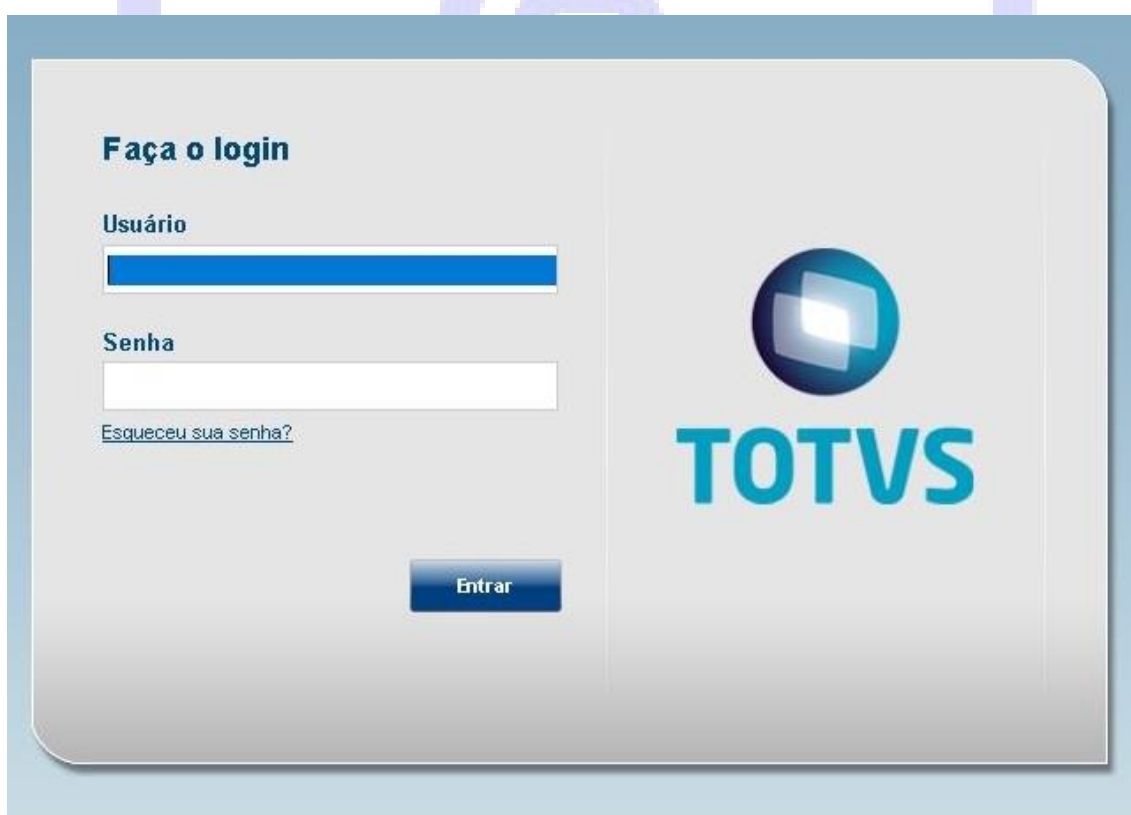 Faça o login
Usuário
Senha
Esqueceu sua senha?
Entrar
TOTVS